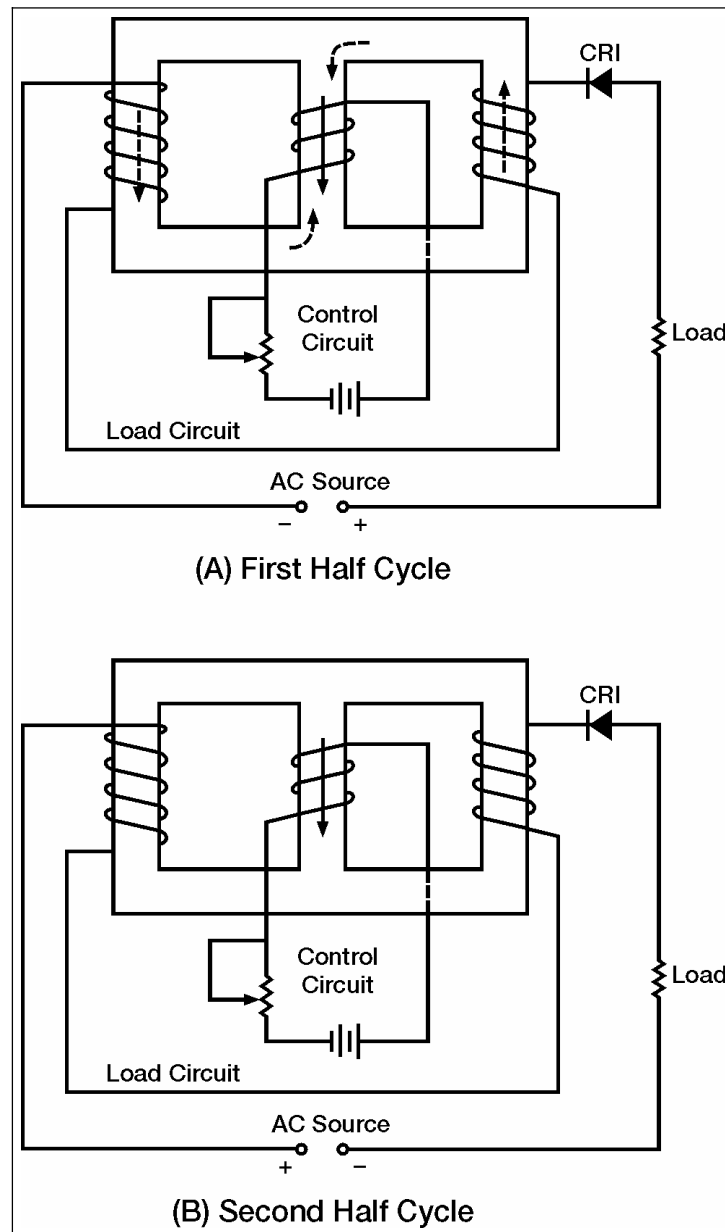 CRI
Control
Circuit
Load
Load Circuit
AC Source
– +
(A) First Half Cycle
CRI
Control
Circuit
Load
Load Circuit
AC Source
+ –
(B) Second Half Cycle